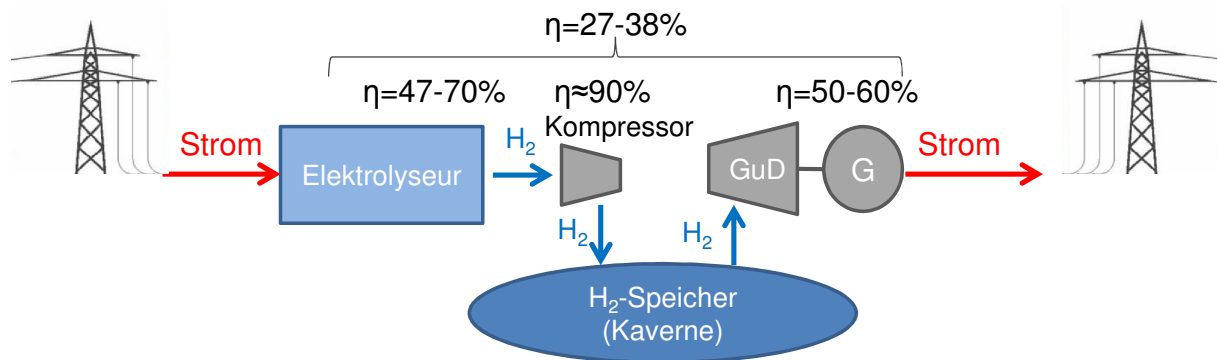 η=27-38%
η=47-70%
η≈90%
η=50-60%
Kompressor
Strom
Elektrolyseur
H₂
GuD
G
Strom
H₂
H₂
H₂-Speicher
(Kaverne)